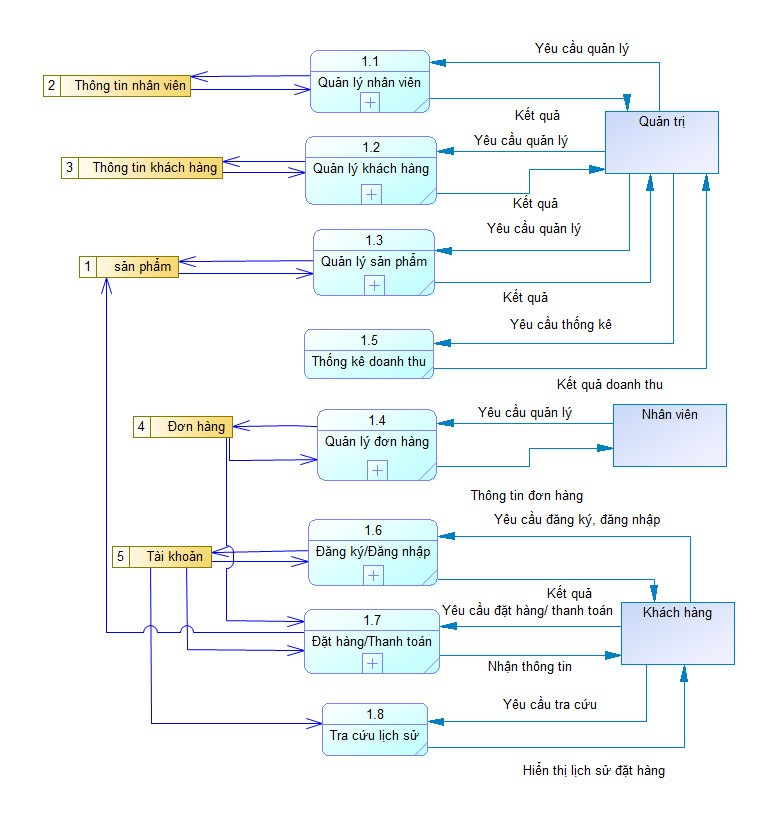 Yêu cầu quản lý
1.1
Quản lý nhân viên
2 Thông tin nhân viên
Kết quả
Quản trị
Yêu cầu quản lý
1.2
Quản lý khách hàng
3 Thông tin khách hàng
Kết quả
Yêu cầu quản lý
1.3
Quản lý sản phẩm
1 sản phẩm
Kết quả
Yêu cầu thống kê
1.5
Thống kê doanh thu
Kết quả doanh thu
Yêu cầu quản lý
Nhân viên
1.4
Quản lý đơn hàng
4 Đơn hàng
Thông tin đơn hàng
Yêu cầu đăng ký, đăng nhập
1.6
Đăng ký/Đăng nhập
5 Tài khoản
Kết quả
Yêu cầu đặt hàng/ thanh toán
Khách hàng
1.7
Đặt hàng/Thanh toán
Nhận thông tin
Yêu cầu tra cứu
1.8
Tra cứu lịch sử
Hiển thị lịch sử đặt hàng